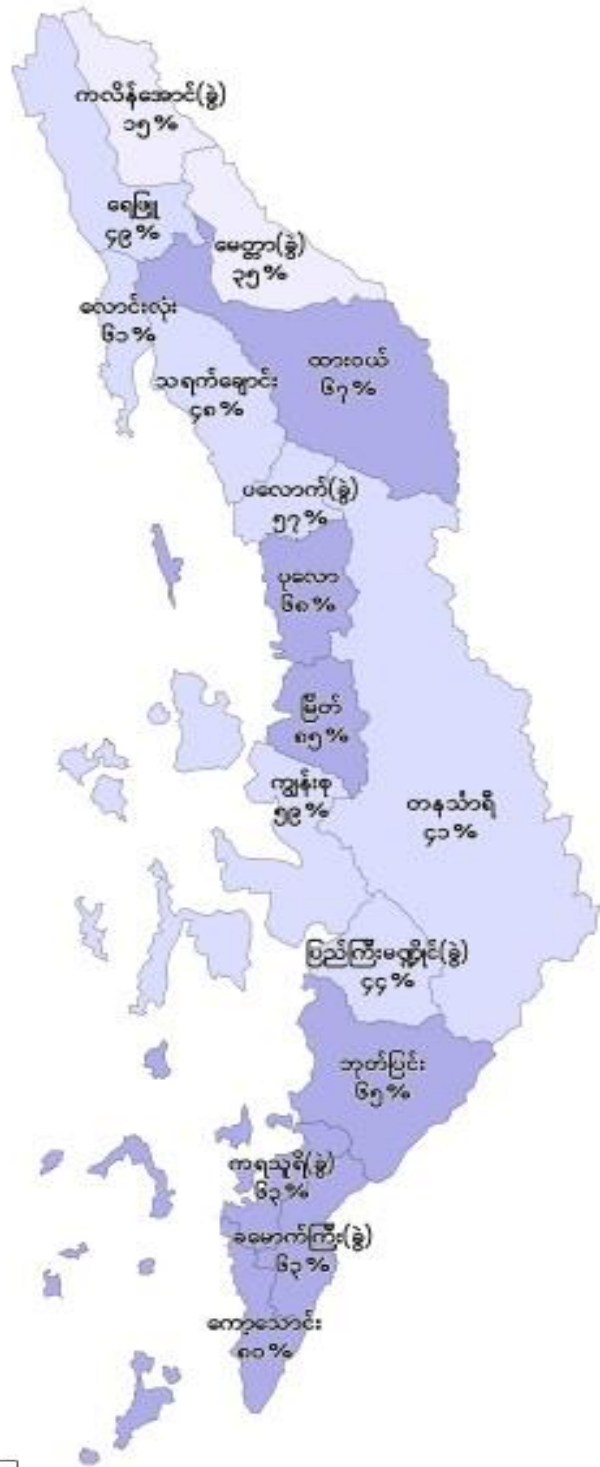 ကလိန်အောင်(ခွဲ)
၁၅%
ရေဖြူ
၄၉%
မေတ္တာ(ခွဲ)
၃၅%
လောင်းလုံး
၆၁%
ထားဝယ်
၆၇%
သရက်ချောင်း
၄၈%
ပလောက်(ခွဲ)
၅၇%
ပုလော
၆၈%
မြိတ်
၈၅%
ကျွန်းစု
၅၉%
တနင်္သာရီ
၄၁%
ပြည်ကြီးမဏ္ဍိုင်(ခွဲ)
၄၄%
ဘုတ်ပြင်း
၆၅%
ကရသူရိ(ခွဲ)
၆၃%
ခမောက်ကြီး(ခွဲ)
၆၃%
ကော့သောင်း
၈၀%